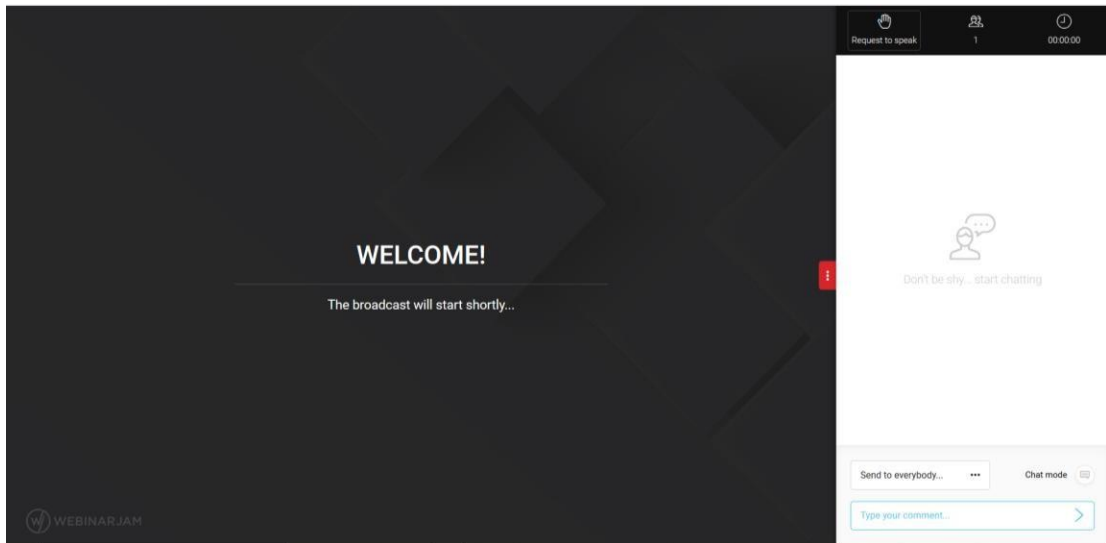 Request to speak
1
00:00:00
WELCOME!
The broadcast will start shortly...
Don't be shy... start chatting
Send to everybody...
Chat mode
Type your comment...
WEBINARJAM